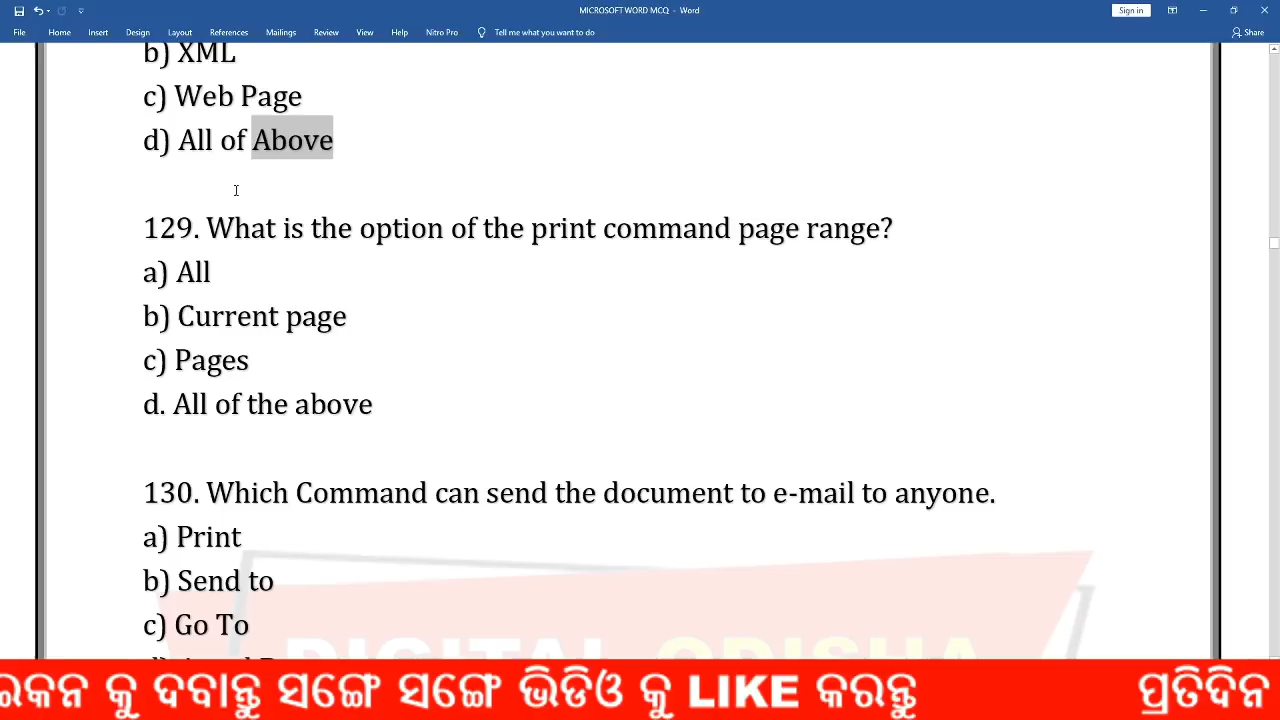 MICROSOFT WORD MCQ - Word
Sign in
File Home Insert Design Layout References Mailings Review View Help Nitro Pro Tell me what you want to do Share
b) XML
c) Web Page
d) All of Above
129. What is the option of the print command page range?
a) All
b) Current page
c) Pages
d. All of the above
130. Which Command can send the document to e-mail to anyone.
a) Print
b) Send to
c) Go To
DIGITAL ODISHA
ଇକନ କୁ ଦବାନ୍ତୁ ସଙ୍ଗେ ସଙ୍ଗେ ଭିଡିଓ କୁ LIKE କରନ୍ତୁ ପ୍ରତିଦିନ